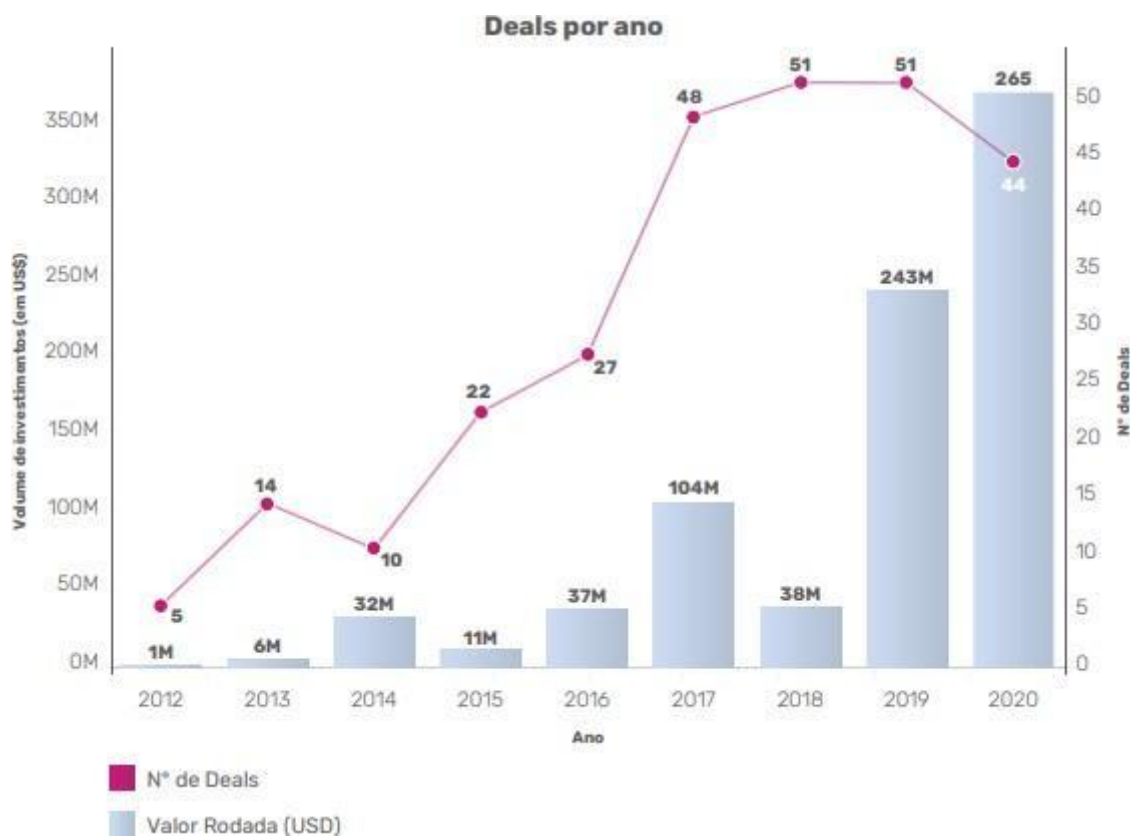 Deals por ano
Volume de investimentos (em US$)
350M
300M
250M
200M
150M
100M
50M
0M
50
45
40
35
30
25
20
15
10
5
0
N° de Deals
5
14
10
22
27
48
51
51
44
1M
6M
32M
11M
37M
104M
38M
243M
265
2012 2013 2014 2015 2016 2017 2018 2019 2020
Ano
N° de Deals
Valor Rodada (USD)